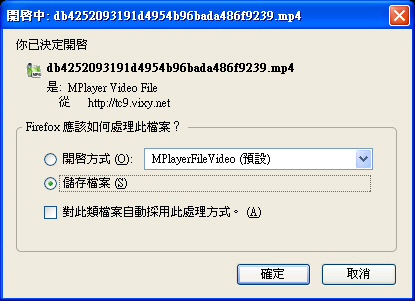 開啓中: db4252093191d4954b96bada486f9239.mp4
你已決定開啓
db4252093191d4954b96bada486f9239.mp4
是: MPlayer Video File
從 http://tc9.vixy.net
Firefox 應該如何處理此檔案？
開啓方式 (O): MPlayerFileVideo (預設)
儲存檔案 (S)
對此類檔案自動採用此處理方式。(A)
確定 取消